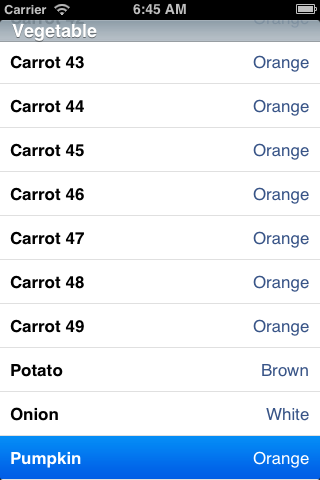 Carrier 6:45 AM
Vegetable
Carrot 43 Orange
Carrot 44 Orange
Carrot 45 Orange
Carrot 46 Orange
Carrot 47 Orange
Carrot 48 Orange
Carrot 49 Orange
Potato Brown
Onion White
Pumpkin Orange